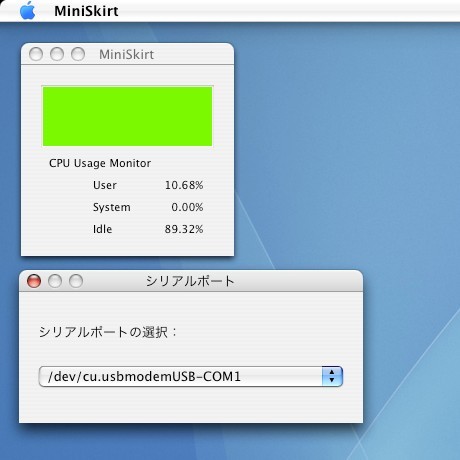 MiniSkirt
MiniSkirt
CPU Usage Monitor
User 10.68%
System 0.00%
Idle 89.32%
シリアルポート
シリアルポートの選択：
/dev/cu.usbmodemUSB-COM1